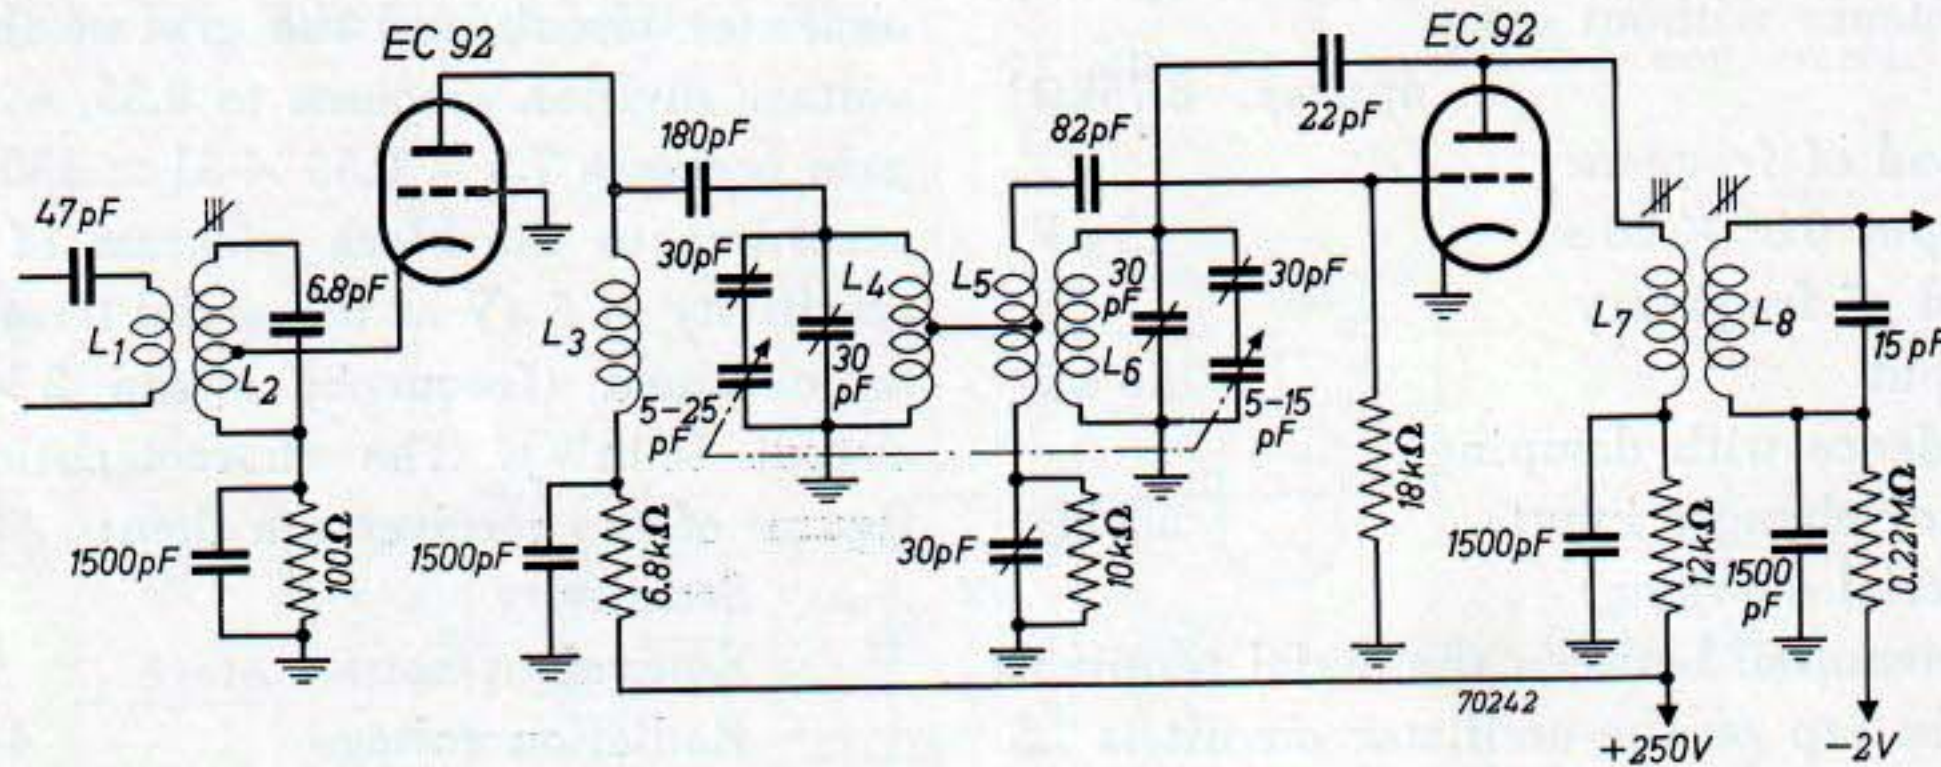 EC 92
EC 92
47pF
6.8pF
L1
L2
1500pF
100Ω
180pF
30pF
L3
L4
30 pF
5-25 pF
1500pF
6.8kΩ
82pF
22pF
L5
30 pF
L6
30pF
5-15 pF
30pF
10kΩ
18kΩ
L7
L8
15 pF
1500pF
12kΩ
1500 pF
0.22MΩ
70242
+250V
-2V